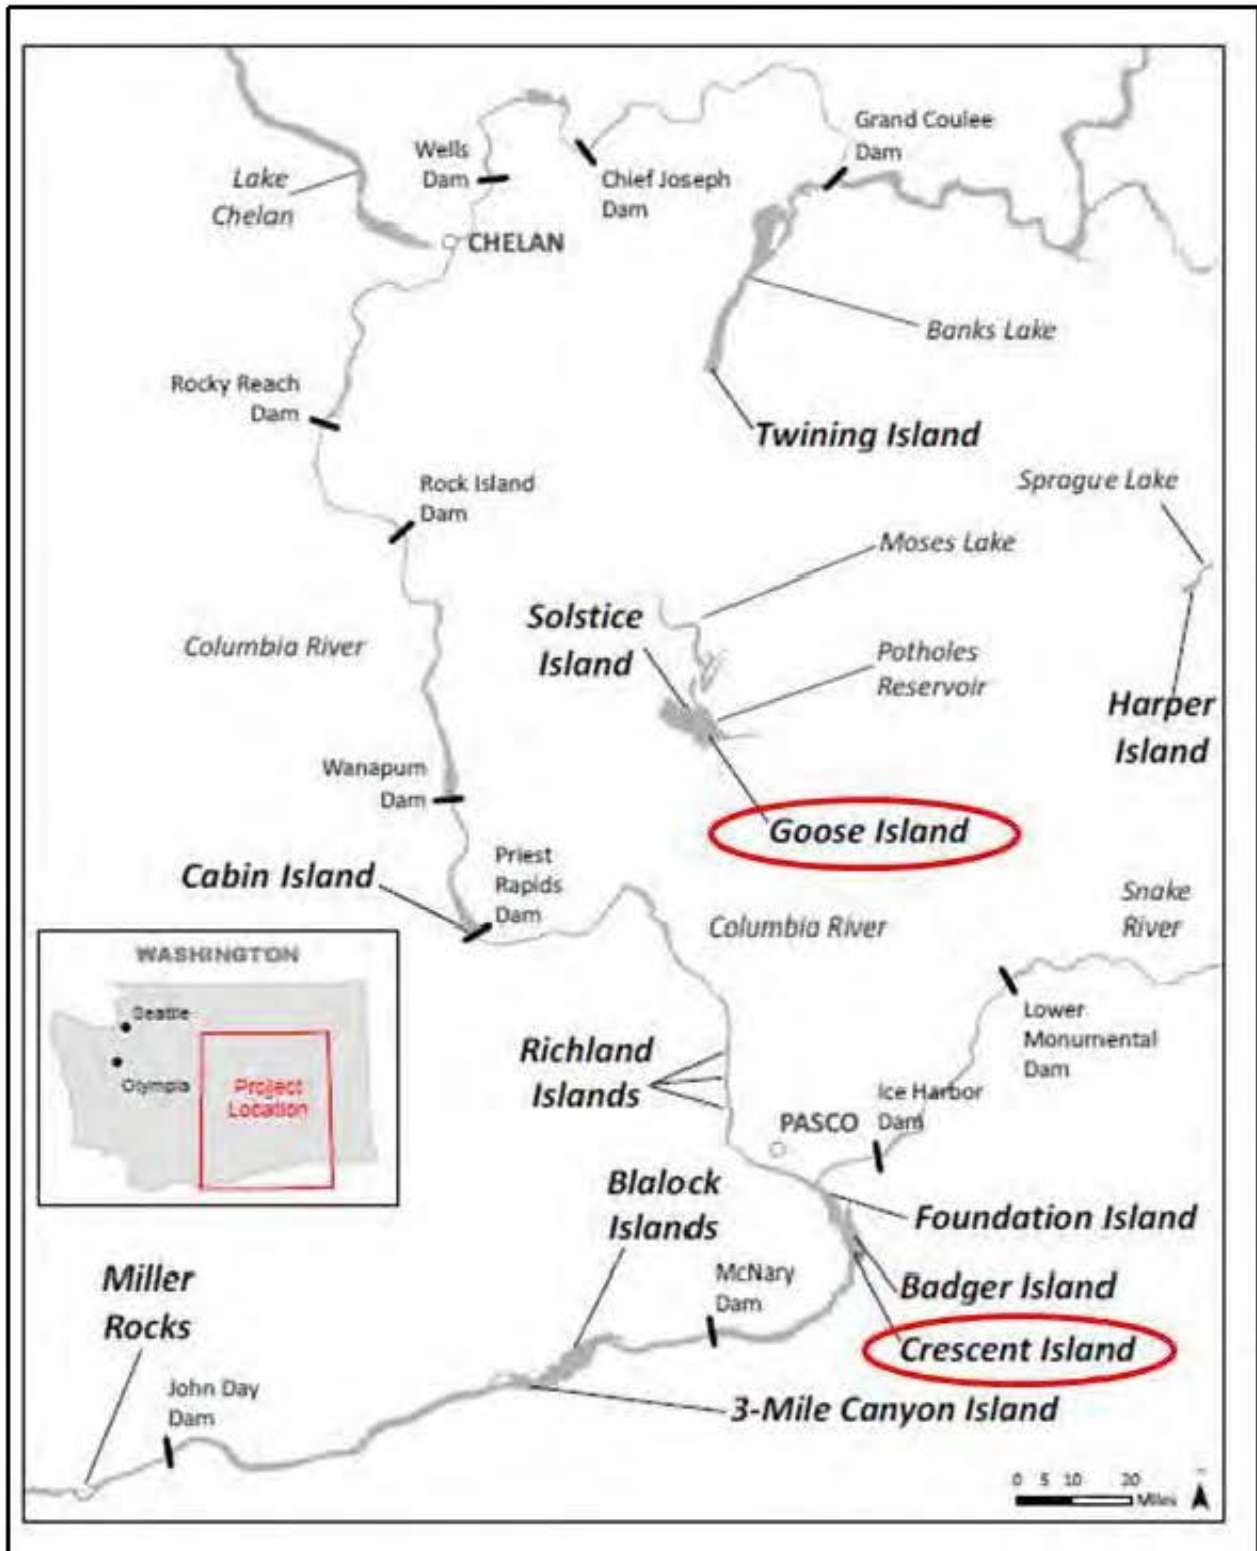 Grand Coulee
Dam
Wells
Dam
Chief Joseph
Dam
Lake
Chelan
CHELAN
Banks Lake
Rocky Reach
Dam
Twining Island
Rock Island
Dam
Sprague Lake
Moses Lake
Solstice
Island
Columbia River
Potholes
Reservoir
Harper
Island
Wanapum
Dam
Goose Island
Priest
Rapids
Dam
Cabin Island
Snake
River
Columbia River
WASHINGTON
Seattle
Olympia
Project
Location
Lower
Monumental
Dam
Richland
Islands
Ice Harbor
Dam
PASCO
Blalock
Islands
Foundation Island
Miller
Rocks
McNary
Dam
Badger Island
Crescent Island
John Day
Dam
3-Mile Canyon Island
0 5 10 20
Miles